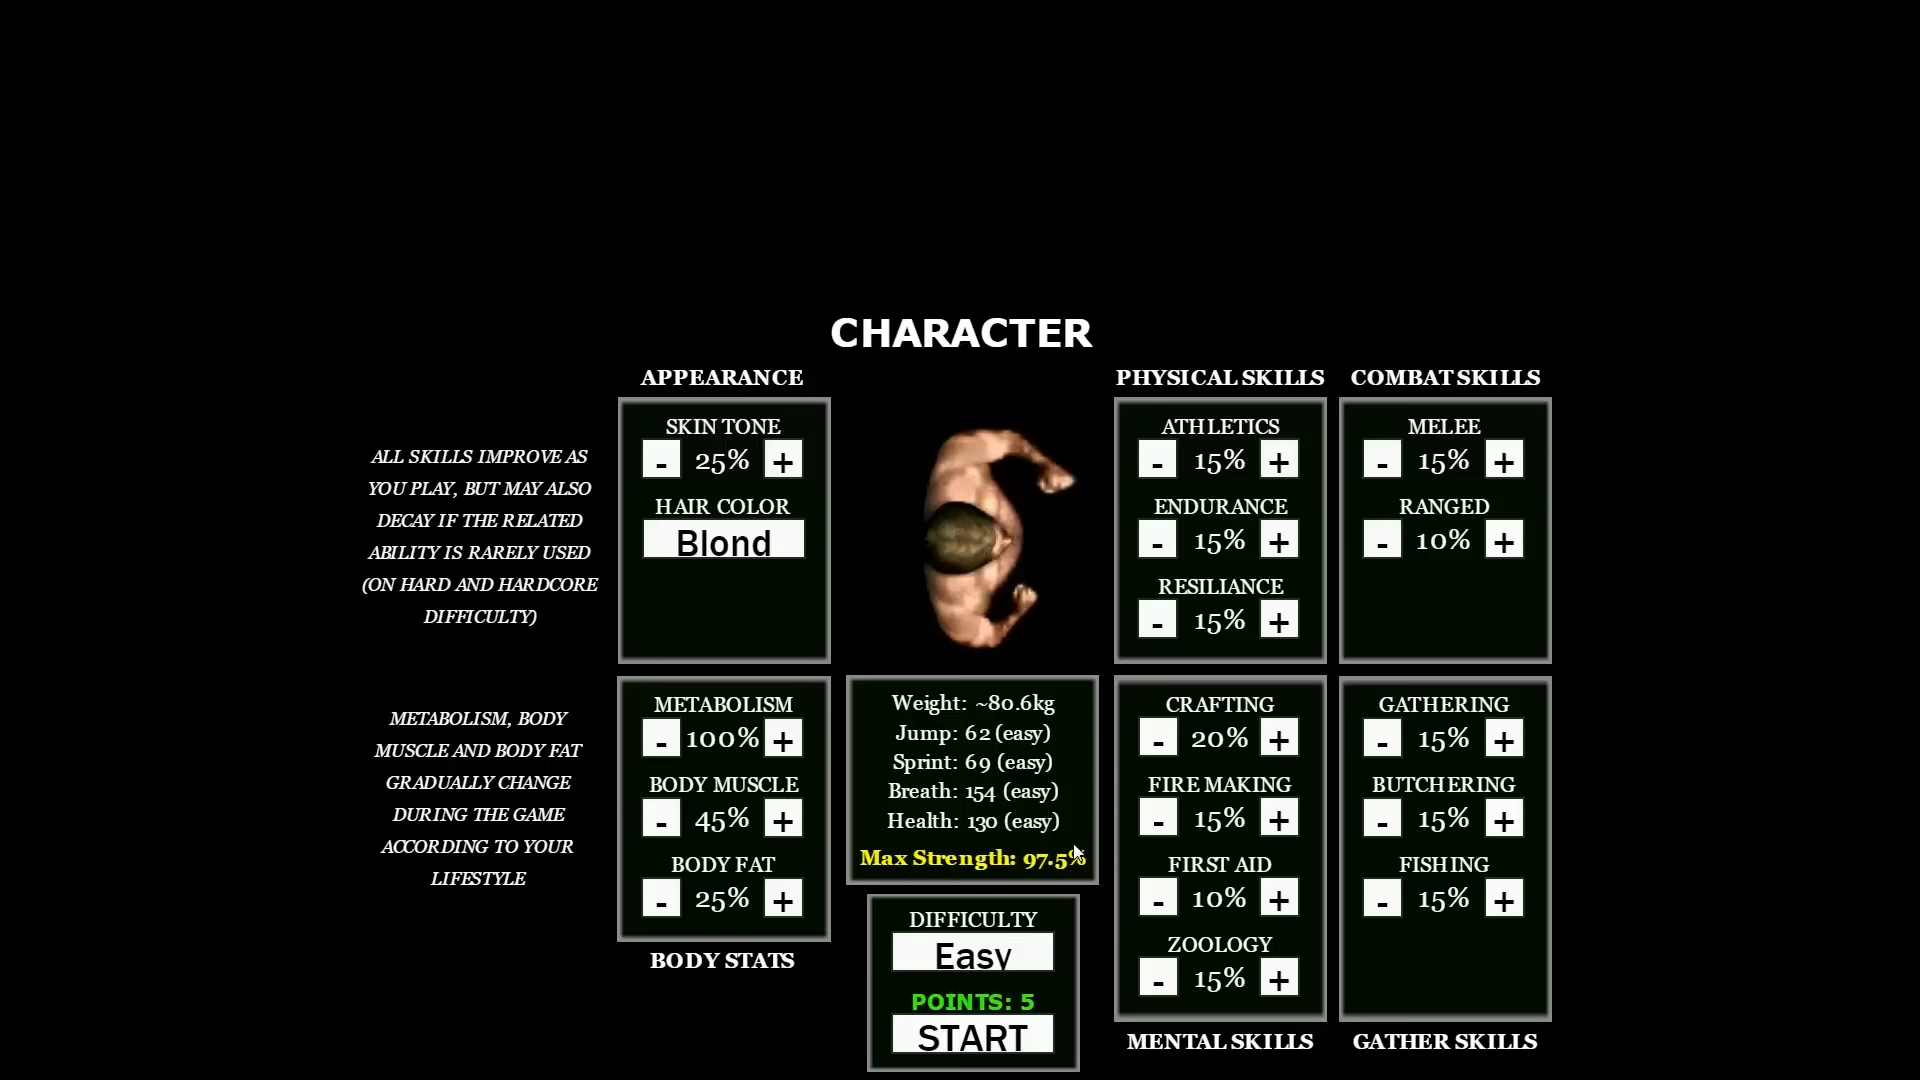 CHARACTER
APPEARANCE
PHYSICAL SKILLS
COMBAT SKILLS
ALL SKILLS IMPROVE AS
YOU PLAY, BUT MAY ALSO
DECAY IF THE RELATED
ABILITY IS RARELY USED
(ON HARD AND HARDCORE
DIFFICULTY)
SKIN TONE
- 25% +
HAIR COLOR
Blond
ATHLETICS
- 15% +
ENDURANCE
- 15% +
RESILIANCE
- 15% +
MELEE
- 15% +
RANGED
- 10% +
METABOLISM, BODY
MUSCLE AND BODY FAT
GRADUALLY CHANGE
DURING THE GAME
ACCORDING TO YOUR
LIFESTYLE
METABOLISM
- 100% +
BODY MUSCLE
- 45% +
BODY FAT
- 25% +
BODY STATS
Weight: ~80.6kg
Jump: 62 (easy)
Sprint: 69 (easy)
Breath: 154 (easy)
Health: 130 (easy)
Max Strength: 97.5%
DIFFICULTY
Easy
POINTS: 5
START
CRAFTING
- 20% +
FIRE MAKING
- 15% +
FIRST AID
- 10% +
ZOOLOGY
- 15% +
MENTAL SKILLS
GATHERING
- 15% +
BUTCHERING
- 15% +
FISHING
- 15% +
GATHER SKILLS